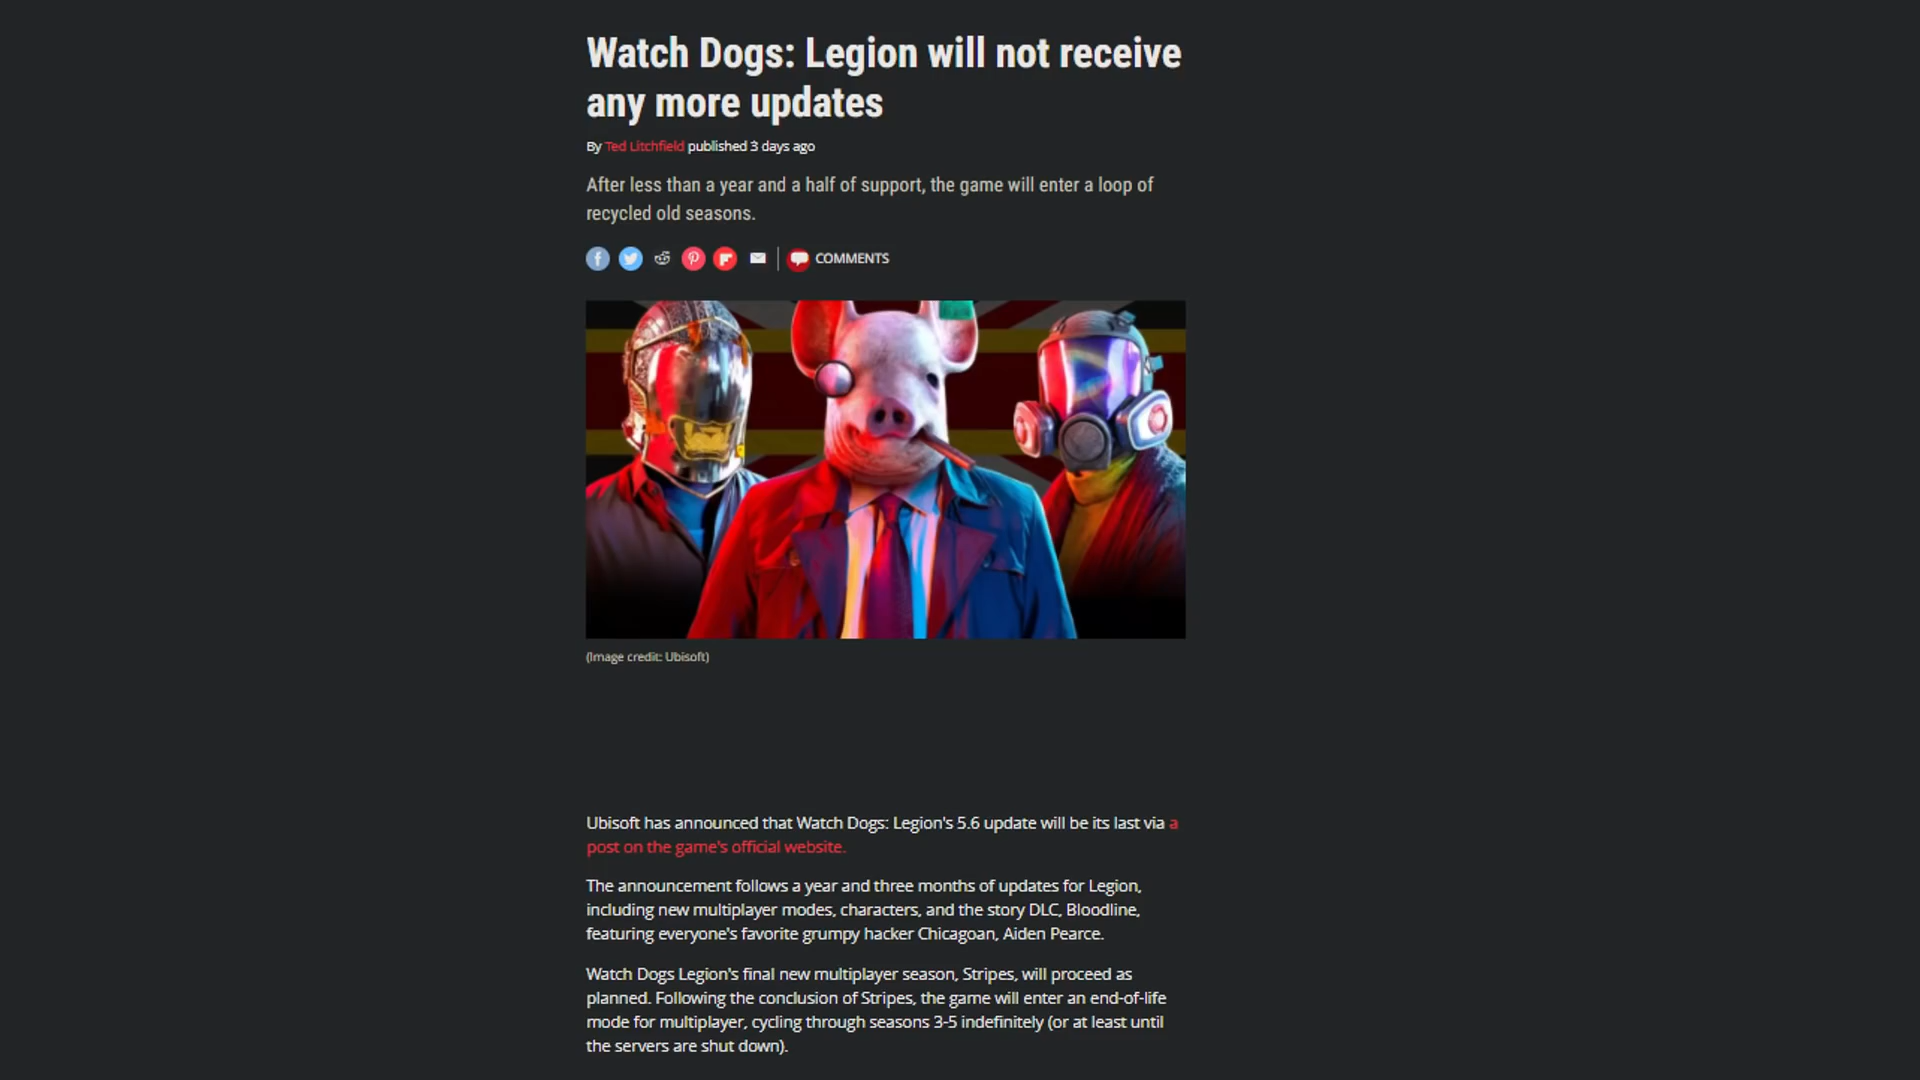 Watch Dogs: Legion will not receive
any more updates
By Ted Litchfield published 3 days ago
After less than a year and a half of support, the game will enter a loop of
recycled old seasons.
COMMENTS
(Image credit: Ubisoft)
Ubisoft has announced that Watch Dogs: Legion's 5.6 update will be its last via a
post on the game's official website.
The announcement follows a year and three months of updates for Legion,
including new multiplayer modes, characters, and the story DLC, Bloodline,
featuring everyone's favorite grumpy hacker Chicagoan, Aiden Pearce.
Watch Dogs Legion's final new multiplayer season, Stripes, will proceed as
planned. Following the conclusion of Stripes, the game will enter an end-of-life
mode for multiplayer, cycling through seasons 3-5 indefinitely (or at least until
the servers are shut down).